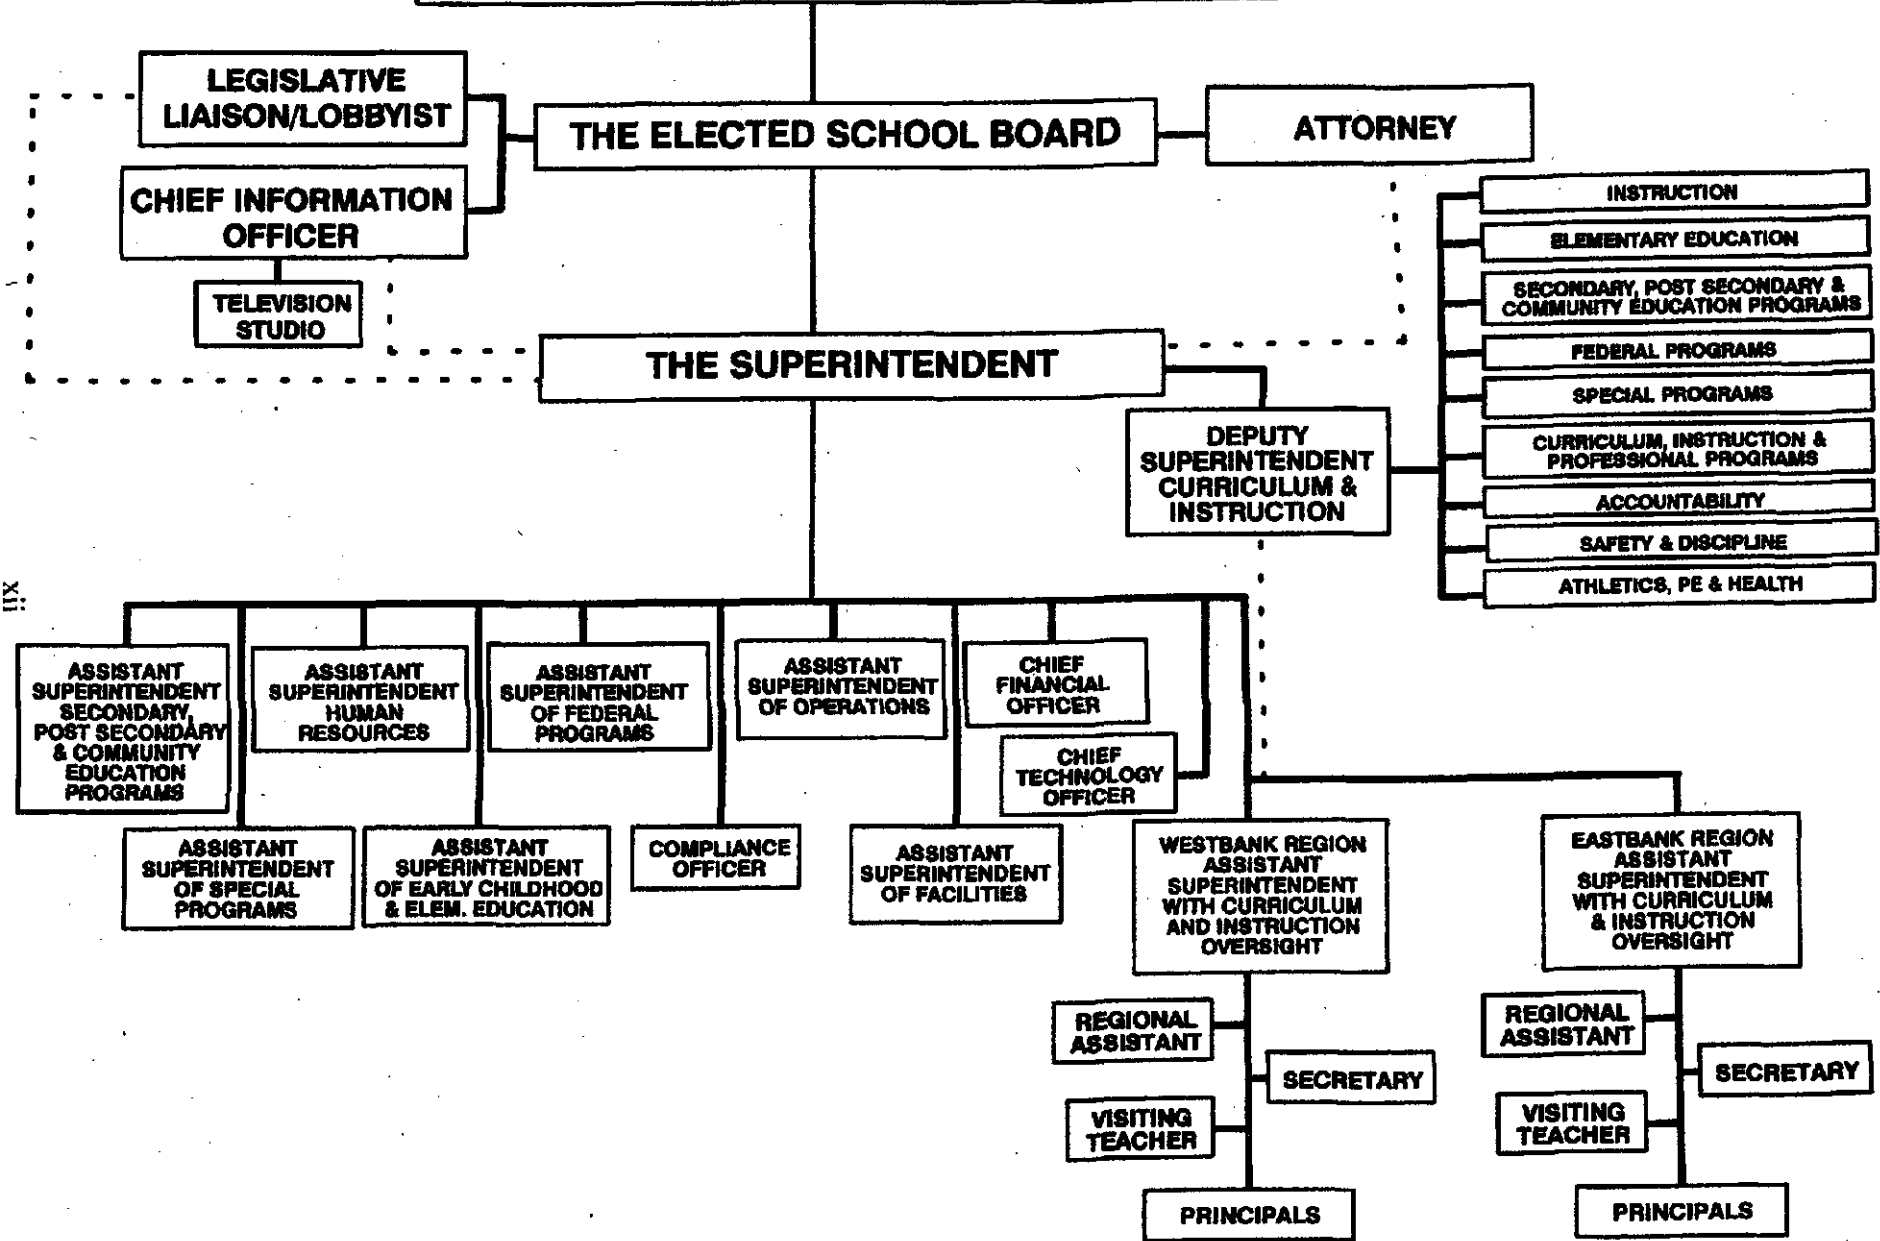 LEGISLATIVE
LIAISON/LOBBYIST
THE ELECTED SCHOOL BOARD
ATTORNEY
CHIEF INFORMATION
OFFICER
TELEVISION
STUDIO
THE SUPERINTENDENT
DEPUTY
SUPERINTENDENT
CURRICULUM &
INSTRUCTION
INSTRUCTION
ELEMENTARY EDUCATION
SECONDARY, POST SECONDARY &
COMMUNITY EDUCATION PROGRAMS
FEDERAL PROGRAMS
SPECIAL PROGRAMS
CURRICULUM, INSTRUCTION &
PROFESSIONAL PROGRAMS
ACCOUNTABILITY
SAFETY & DISCIPLINE
ATHLETICS, PE & HEALTH
xii
ASSISTANT
SUPERINTENDENT
SECONDARY,
POST SECONDARY
& COMMUNITY
EDUCATION
PROGRAMS
ASSISTANT
SUPERINTENDENT
HUMAN
RESOURCES
ASSISTANT
SUPERINTENDENT
OF FEDERAL
PROGRAMS
ASSISTANT
SUPERINTENDENT
OF OPERATIONS
CHIEF
FINANCIAL
OFFICER
CHIEF
TECHNOLOGY
OFFICER
ASSISTANT
SUPERINTENDENT
OF SPECIAL
PROGRAMS
ASSISTANT
SUPERINTENDENT
OF EARLY CHILDHOOD
& ELEM. EDUCATION
COMPLIANCE
OFFICER
ASSISTANT
SUPERINTENDENT
OF FACILITIES
WESTBANK REGION
ASSISTANT
SUPERINTENDENT
WITH CURRICULUM
AND INSTRUCTION
OVERSIGHT
EASTBANK REGION
ASSISTANT
SUPERINTENDENT
WITH CURRICULUM
& INSTRUCTION
OVERSIGHT
REGIONAL
ASSISTANT
SECRETARY
VISITING
TEACHER
PRINCIPALS
REGIONAL
ASSISTANT
SECRETARY
VISITING
TEACHER
PRINCIPALS